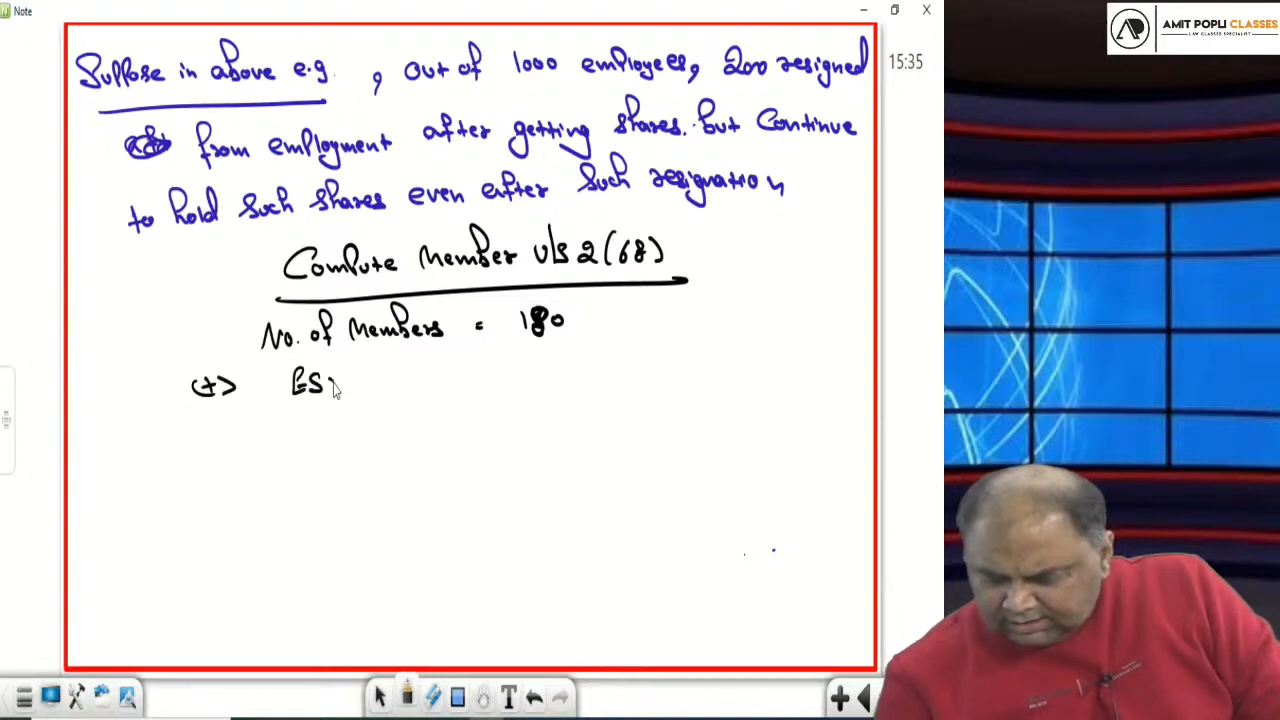 Note
AMIT POPLI CLASSES
LAW CLASSES SPECIALIST
15:35
Suppose in above e.g. , out of 1000 employees, 200 resigned
from employment after getting shares. but Continue
to hold such shares even after such resignation
Compute Member u/s 2(68)
No. of Members = 180
(+) ES